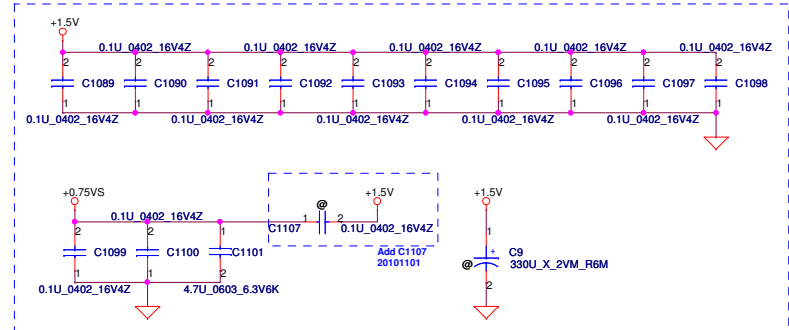 +1.5V
0.1U_0402_16V4Z 0.1U_0402_16V4Z 0.1U_0402_16V4Z 0.1U_0402_16V4Z 0.1U_0402_16V4Z
2 2 2 2 2 2 2 2 2 2
C1089 C1090 C1091 C1092 C1093 C1094 C1095 C1096 C1097 C1098
1 1 1 1 1 1 1 1 1 1
0.1U_0402_16V4Z 0.1U_0402_16V4Z 0.1U_0402_16V4Z 0.1U_0402_16V4Z 0.1U_0402_16V4Z
+0.75VS +1.5V +1.5V
@
0.1U_0402_16V4Z 1 2 1
C1107 0.1U_0402_16V4Z
2 2 1
C1099 C1100 C1101
Add C1107
20101101
+ C9
@ 330U_X_2VM_R6M
1 1 2 2
0.1U_0402_16V4Z 4.7U_0603_6.3V6K